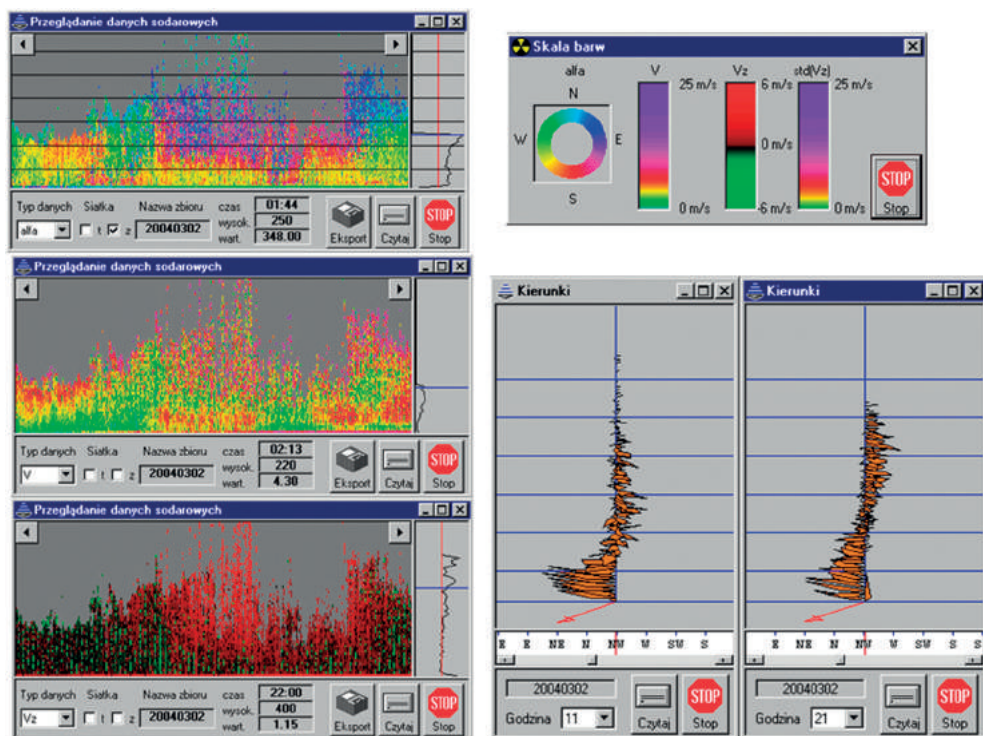 Przeglądanie danych sodarowych
Typ danych Siatka Nazwa zbioru czas 01:44
wysok. 250
alfa t z 20040302 wart. 348.00 Eksport Czytaj Stop
STOP
Przeglądanie danych sodarowych
Typ danych Siatka Nazwa zbioru czas 02:13
wysok. 220
V t z 20040302 wart. 4.30 Eksport Czytaj Stop
STOP
Przeglądanie danych sodarowych
Typ danych Siatka Nazwa zbioru czas 22:00
wysok. 400
Vz t z 20040302 wart. 1.15 Eksport Czytaj Stop
STOP
Skala barw
alfa V Vz std(Vz)
N 25 m/s 6 m/s 25 m/s
W E 0 m/s
STOP
S 0 m/s -6 m/s 0 m/s Stop
Kierunki
E NE N NW W SW S
20040302
STOP
Godzina 11 Czytaj Stop
Kierunki
E NE N NW W SW S
20040302
STOP
Godzina 21 Czytaj Stop